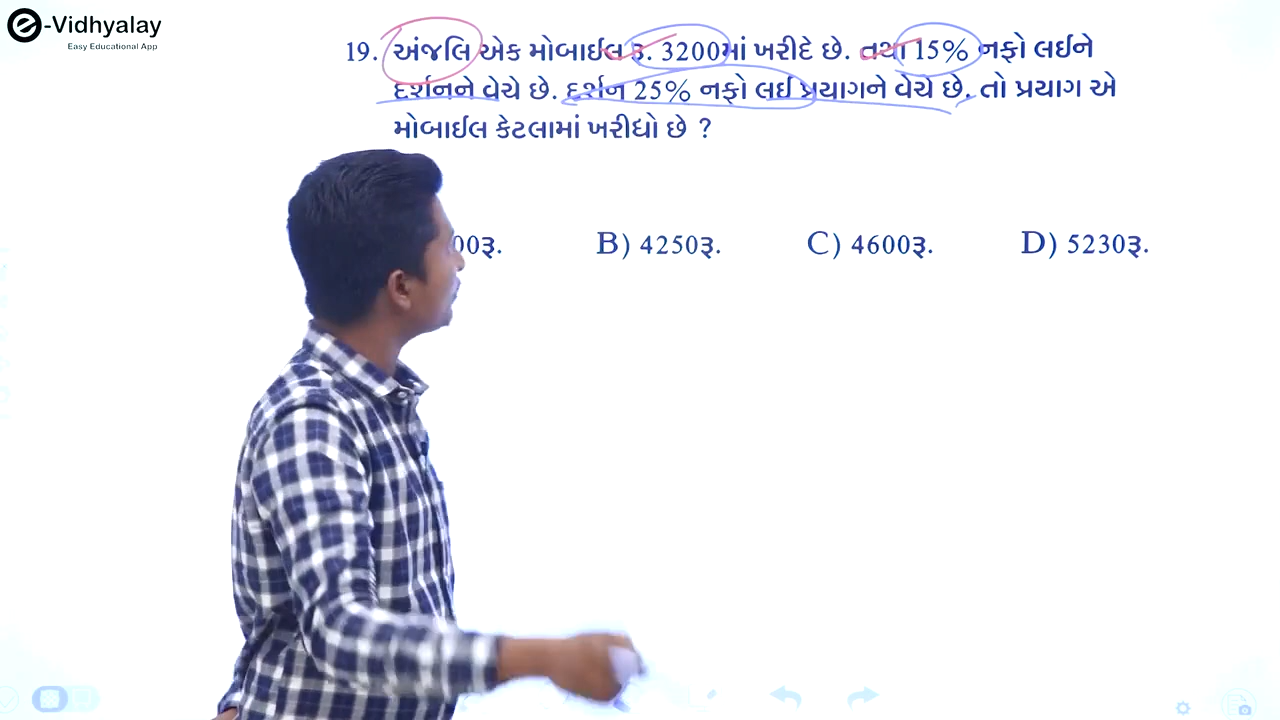 e-Vidhyalay
Easy Educational App
19. અંજલિ એક મોબાઈલ રૂ. 3200માં ખરીદે છે. તથા 15% નફો લઈને
દર્શનને વેચે છે. દર્શન 25% નફો લઈ પ્રયાગને વેચે છે. તો પ્રયાગ એ
મોબાઈલ કેટલામાં ખરીધો છે ?
00રૂ. B) 4250રૂ. C) 4600રૂ. D) 5230રૂ.